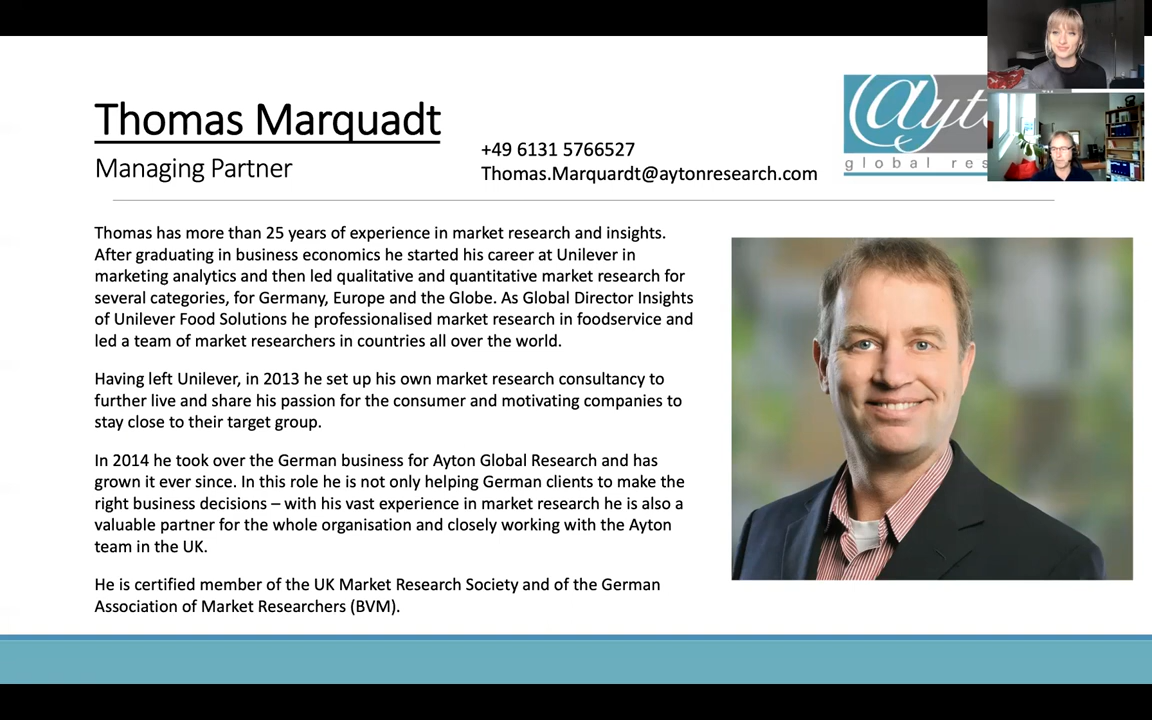 Thomas Marquadt
Managing Partner
+49 6131 5766527
Thomas.Marquardt@aytonresearch.com
@yt
global res
Thomas has more than 25 years of experience in market research and insights.
After graduating in business economics he started his career at Unilever in
marketing analytics and then led qualitative and quantitative market research for
several categories, for Germany, Europe and the Globe. As Global Director Insights
of Unilever Food Solutions he professionalised market research in foodservice and
led a team of market researchers in countries all over the world.
Having left Unilever, in 2013 he set up his own market research consultancy to
further live and share his passion for the consumer and motivating companies to
stay close to their target group.
In 2014 he took over the German business for Ayton Global Research and has
grown it ever since. In this role he is not only helping German clients to make the
right business decisions – with his vast experience in market research he is also a
valuable partner for the whole organisation and closely working with the Ayton
team in the UK.
He is certified member of the UK Market Research Society and of the German
Association of Market Researchers (BVM).